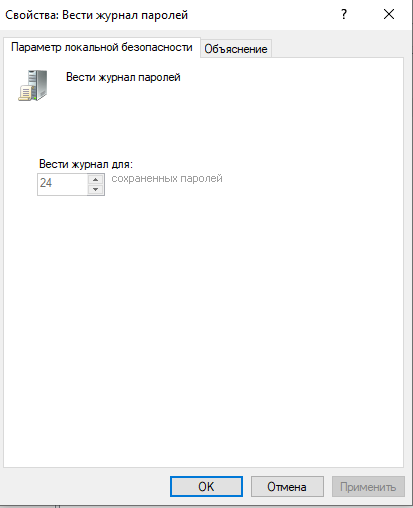 Свойства: Вести журнал паролей
?
Параметр локальной безопасности
Объяснение
Вести журнал паролей
Вести журнал для:
24
сохраненных паролей
OK
Отмена
Применить